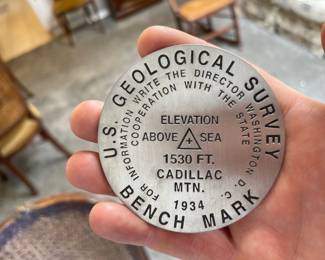 U.S. GEOLOGICAL SURVEY
FOR INFORMATION WRITE THE DIRECTOR WASHINGTON D.C.
COOPERATION WITH THE STATE
ELEVATION
ABOVE SEA
1530 FT.
CADILLAC
MTN.
1934
BENCH MARK